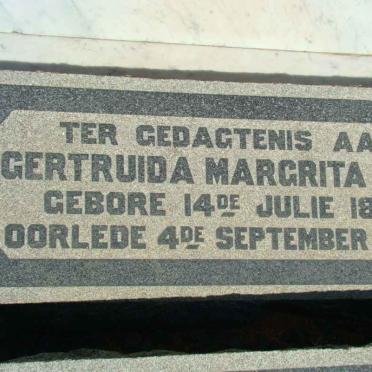 TER GEDAGTENIS AA
GERTRUIDA MARGRITA
GEBORE 14DE JULIE 18
OORLEDE 4DE SEPTEMBER